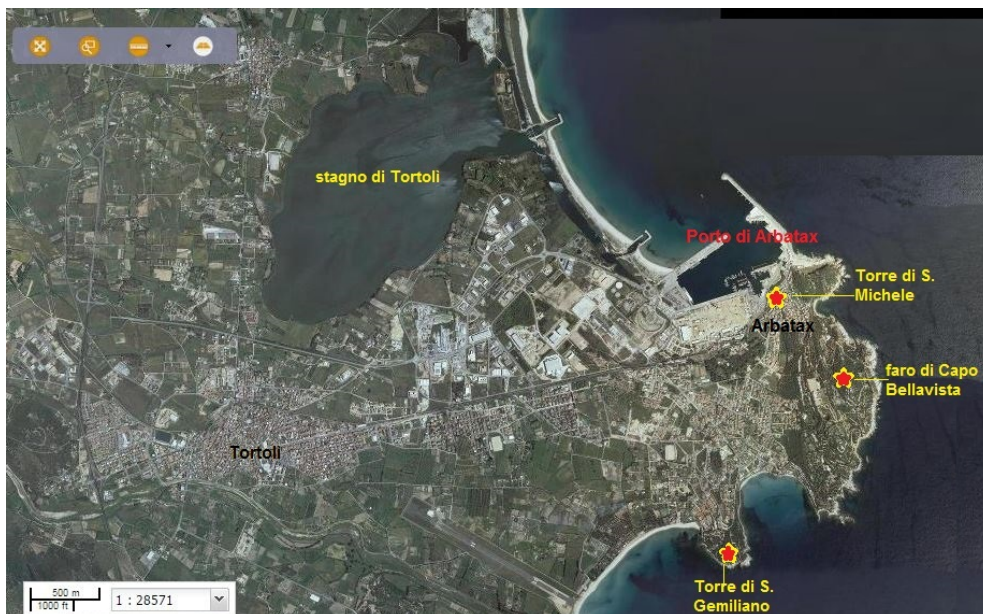 stagno di Tortolì
Porto di Arbatax
Torre di S.
Michele
Arbatax
faro di Capo
Bellavista
Tortolì
Torre di S.
Gemiliano
500 m
1000 ft
1 : 28571